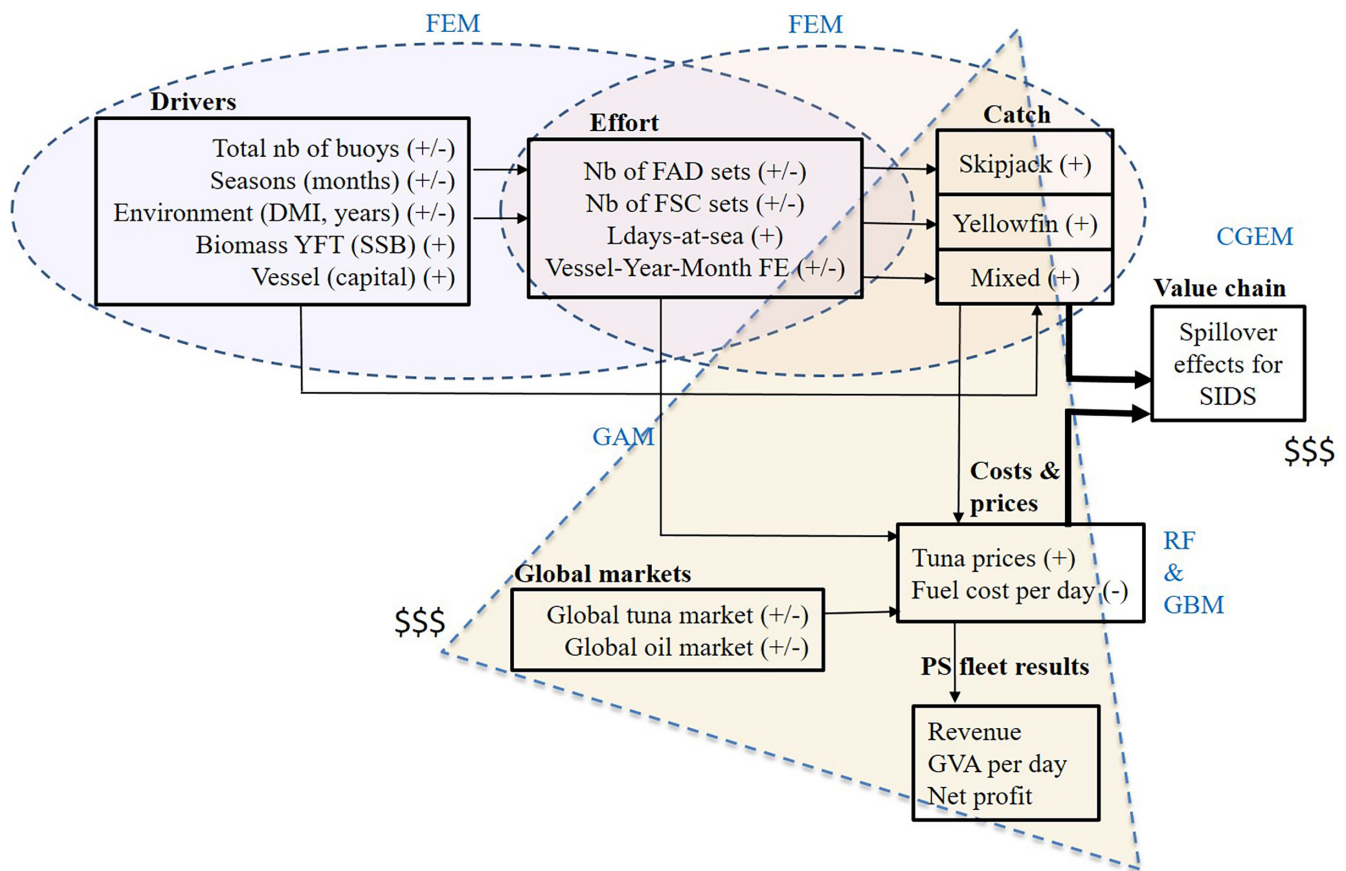 FEM
FEM
Drivers
Total nb of buoys (+/-)
Seasons (months) (+/-)
Environment (DMI, years) (+/-)
Biomass YFT (SSB) (+)
Vessel (capital) (+)
Effort
Nb of FAD sets (+/-)
Nb of FSC sets (+/-)
Ldays-at-sea (+)
Vessel-Year-Month FE (+/-)
Catch
Skipjack (+)
Yellowfin (+)
Mixed (+)
CGEM
Value chain
Spillover
effects for
SIDS
$$$
GAM
Costs &
prices
Tuna prices (+)
Fuel cost per day (-)
RF
&
GBM
Global markets
Global tuna market (+/-)
Global oil market (+/-)
$$$
PS fleet results
Revenue
GVA per day
Net profit